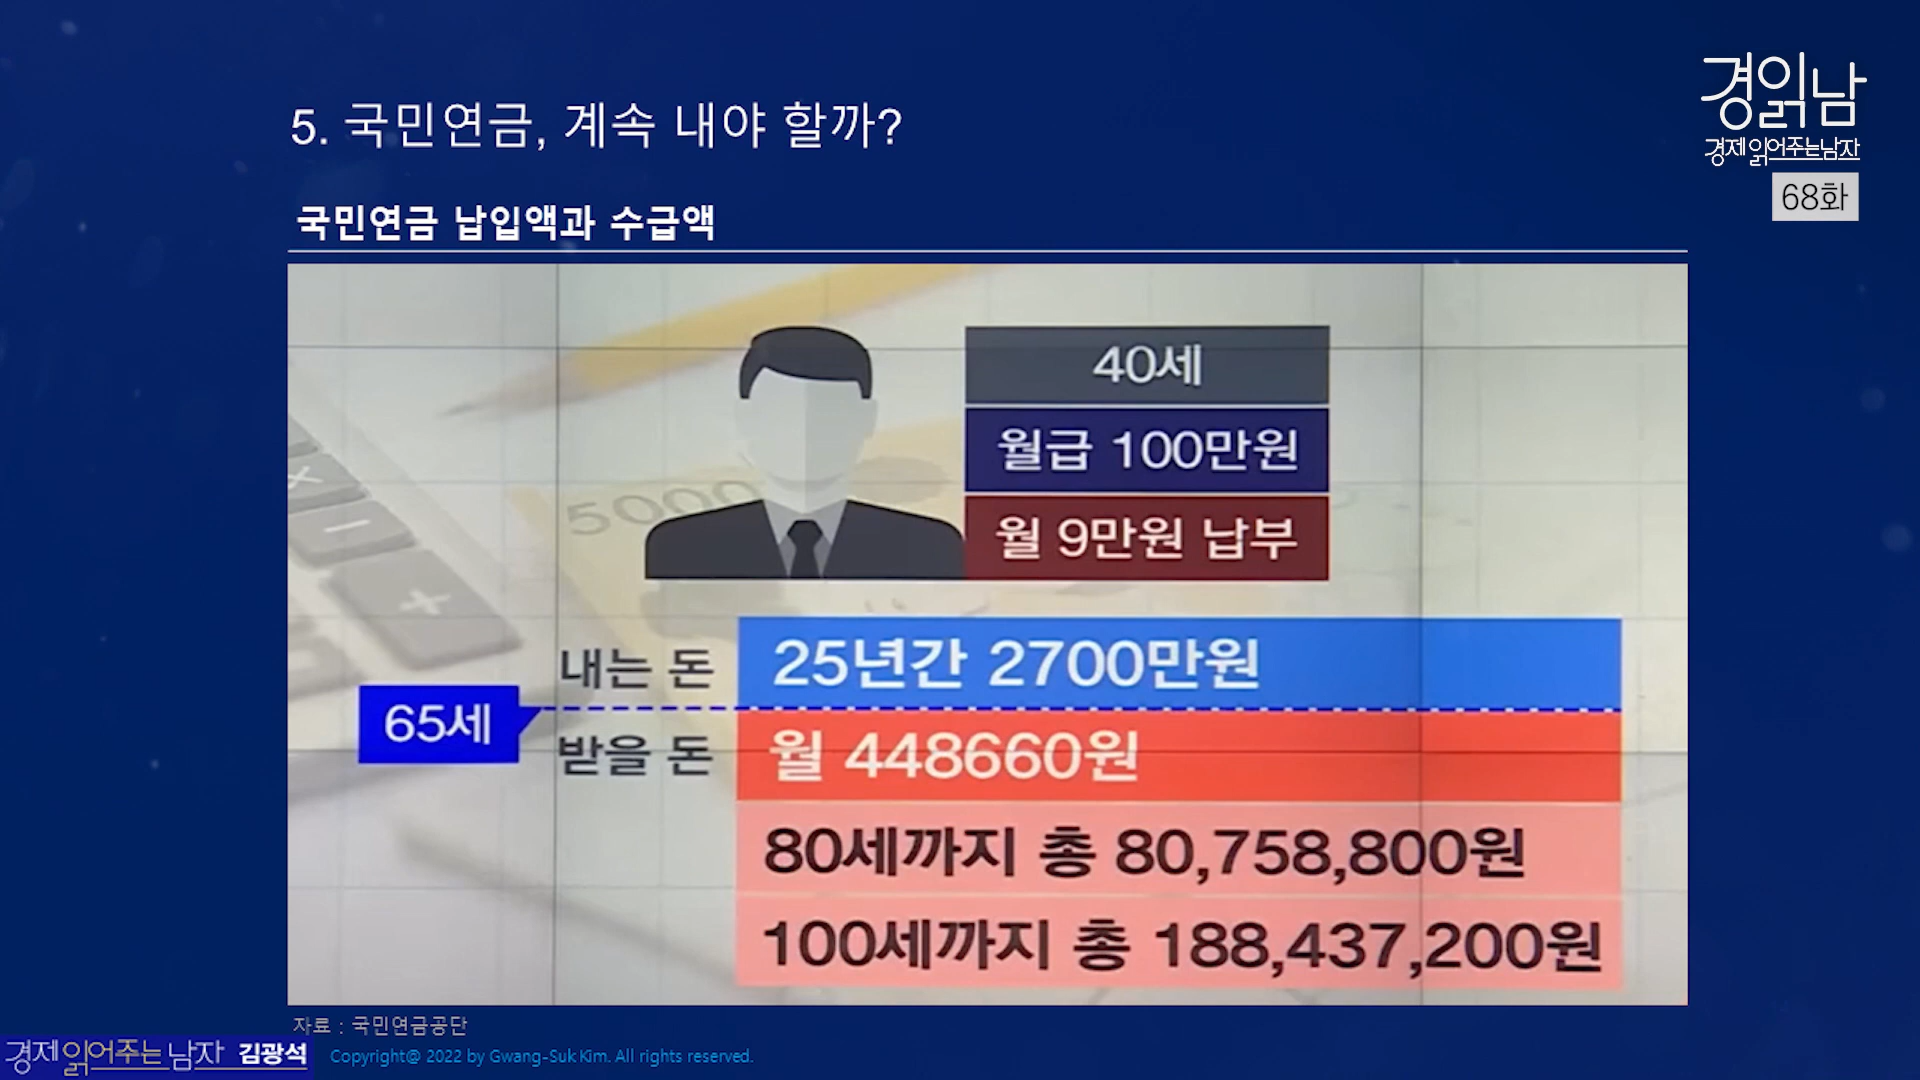 5. 국민연금, 계속 내야 할까?
경읽남
경제 읽어주는남자
68화
국민연금 납입액과 수급액
5000
40세
월급 100만원
월 9만원 납부
내는 돈
25년간 2700만원
65세
받을 돈
월 448660원
80세까지 총 80,758,800원
100세까지 총 188,437,200원
자료 : 국민연금공단
경제 읽어주는 남자 김광석
Copyright@ 2022 by Gwang-Suk Kim. All rights reserved.